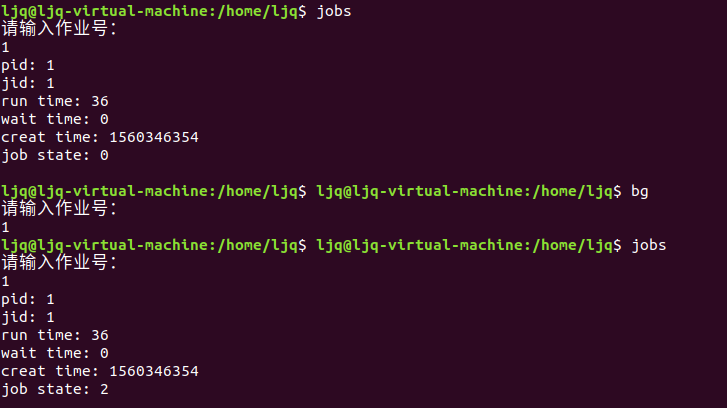 ljq@ljq-virtual-machine:/home/ljq$ jobs
请输入作业号:
1
pid: 1
jid: 1
run time: 36
wait time: 0
creat time: 1560346354
job state: 0
ljq@ljq-virtual-machine:/home/ljq$ ljq@ljq-virtual-machine:/home/ljq$ bg
请输入作业号:
1
ljq@ljq-virtual-machine:/home/ljq$ ljq@ljq-virtual-machine:/home/ljq$ jobs
请输入作业号:
1
pid: 1
jid: 1
run time: 36
wait time: 0
creat time: 1560346354
job state: 2